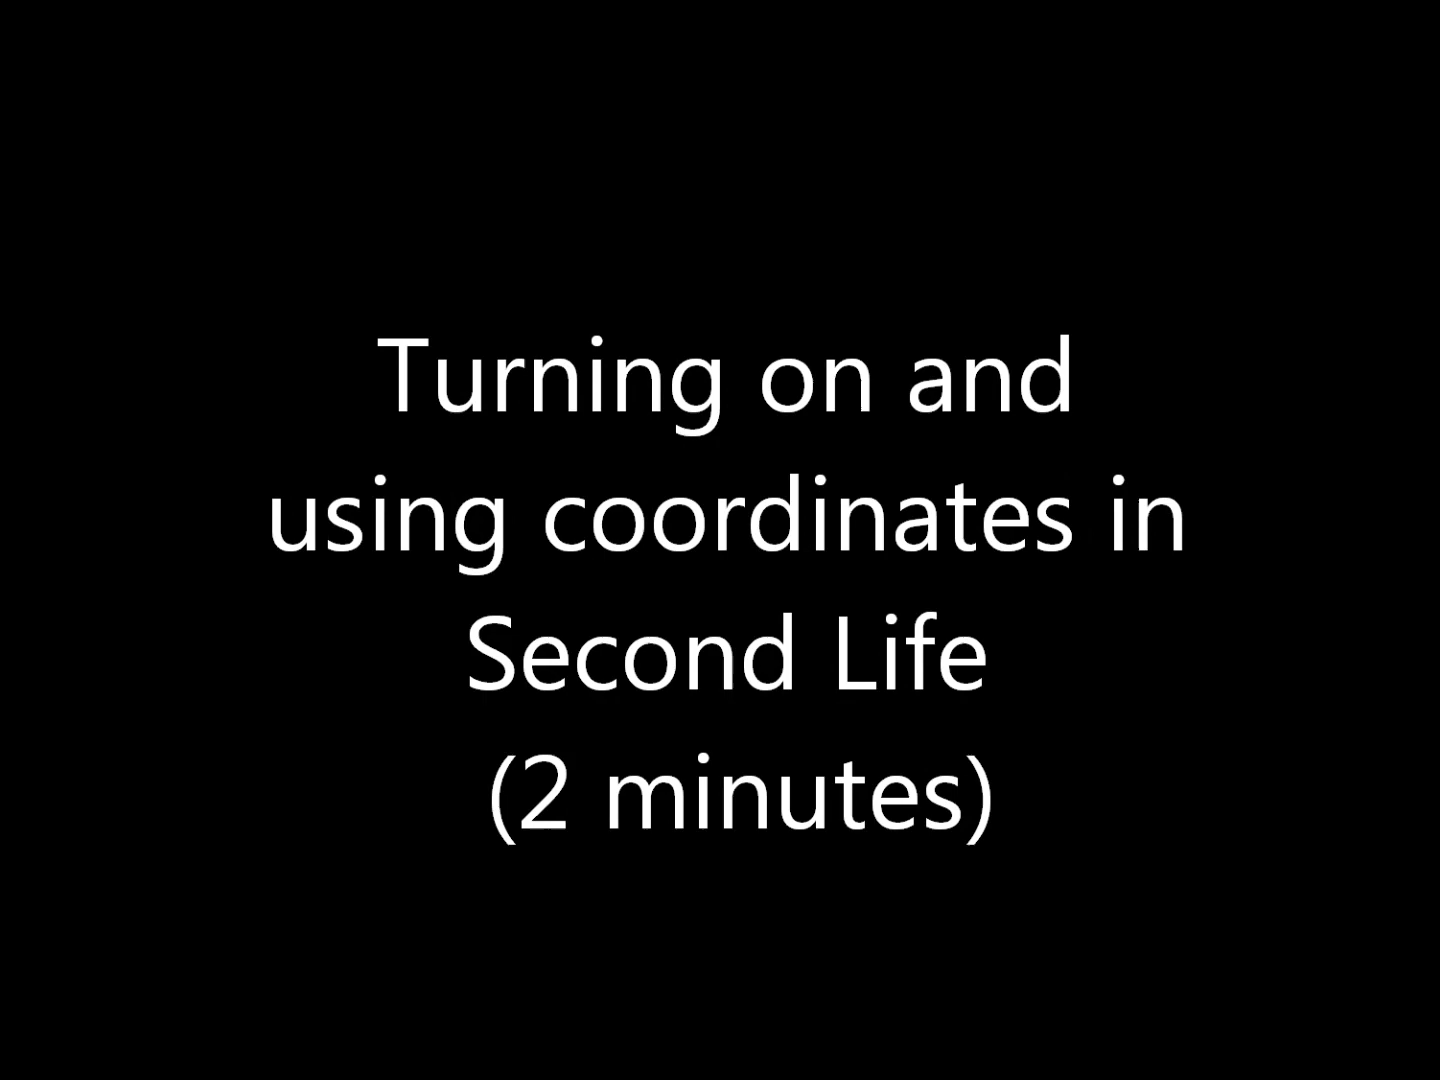 Turning on and
using coordinates in
Second Life
(2 minutes)